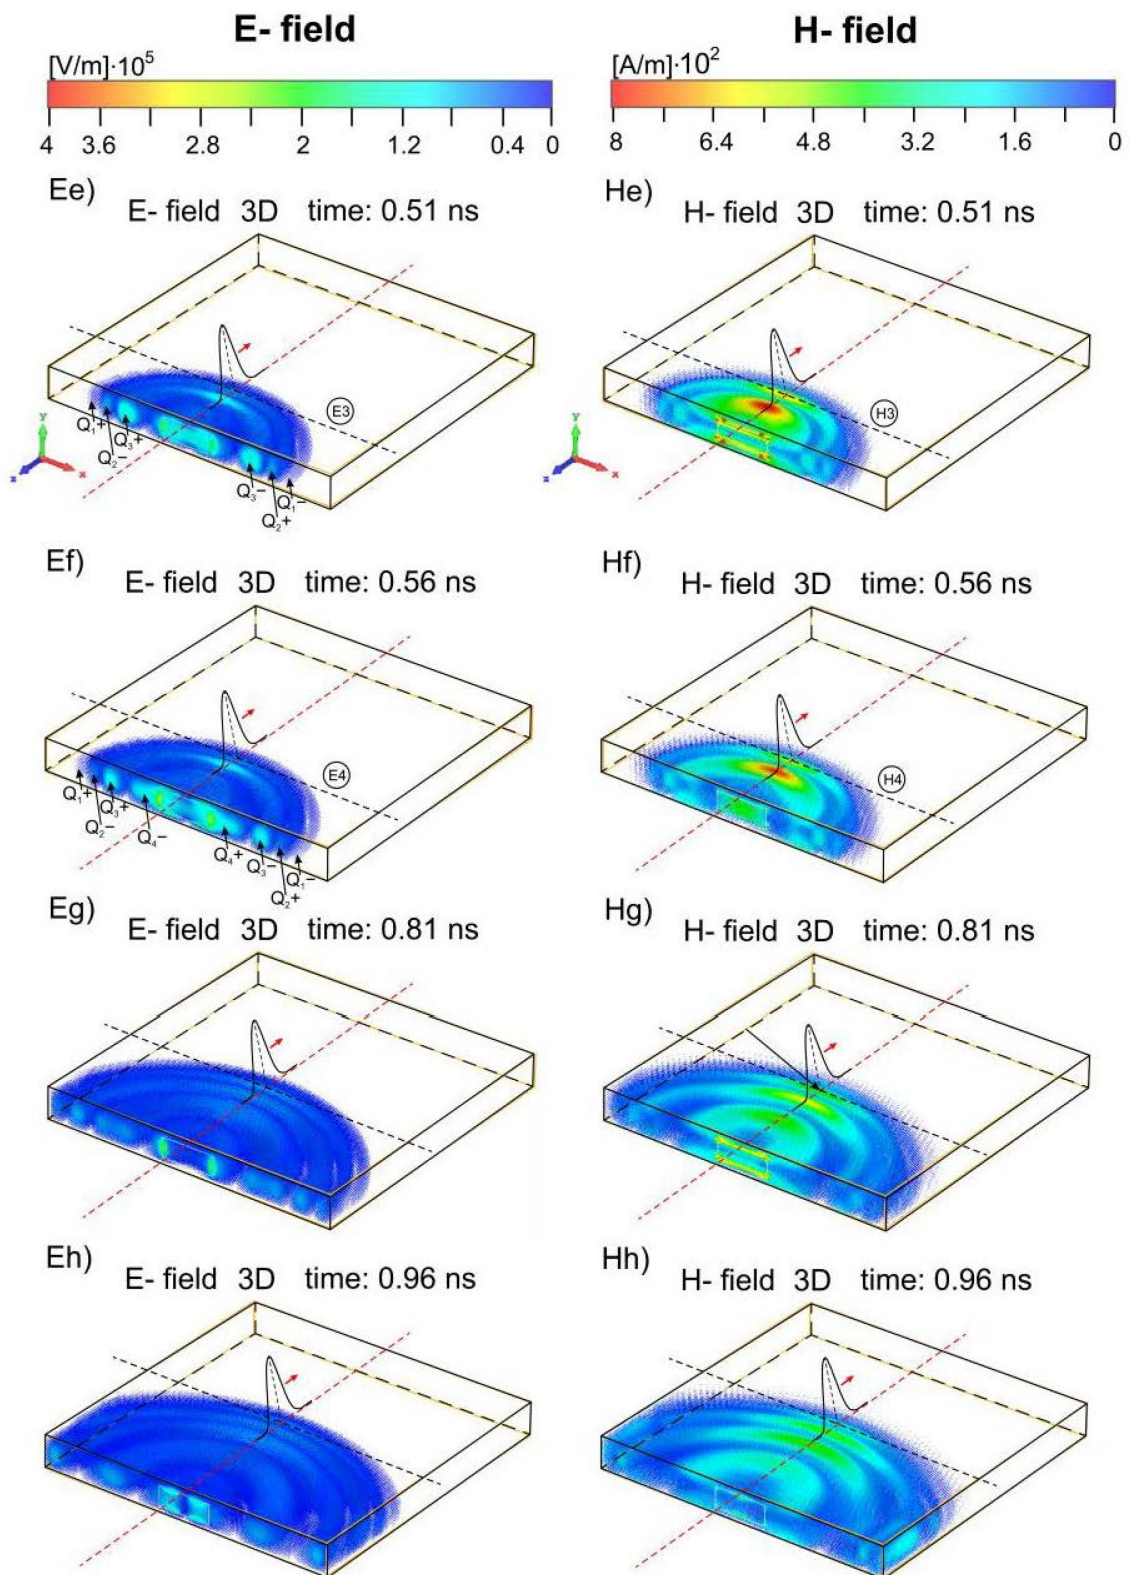 E- field
H- field
[V/m]·10⁵
[A/m]·10²
4 3.6 2.8 2 1.2 0.4 0
8 6.4 4.8 3.2 1.6 0
Ee)
E- field 3D time: 0.51 ns
He)
H- field 3D time: 0.51 ns
E3
Q₁+
Q₂−
Q₃+
Q₃−
Q₂+
Q₁−
Y
X
Z
H3
Y
X
Z
Ef)
E- field 3D time: 0.56 ns
Hf)
H- field 3D time: 0.56 ns
E4
Q₁+
Q₂−
Q₃+
Q₄−
Q₄+
Q₃−
Q₂+
Q₁−
H4
Eg)
E- field 3D time: 0.81 ns
Hg)
H- field 3D time: 0.81 ns
Eh)
E- field 3D time: 0.96 ns
Hh)
H- field 3D time: 0.96 ns